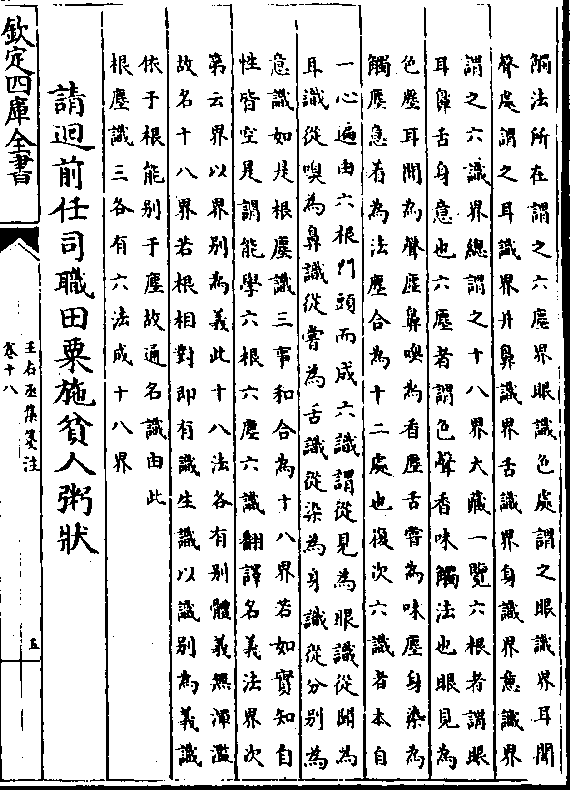 觸法所在謂之六塵界眼識色處謂之眼識界耳聞
聲處謂之耳識界并鼻識界舌識界身識界意識界
謂之六識界總謂之十八界大藏一覽六根者謂眼
耳鼻舌身意也六塵者謂色聲香味觸法也眼見為
色塵耳聞為聲塵鼻嗅為香塵舌嘗為味塵身染為
觸塵意着為法塵合為十二處也復次六識者本自
一心遍由六根門頭而成六識謂從見為眼識從聞為
耳識從嗅為鼻識從嘗為舌識從染為身識從分别為
意識如是根塵識三事和合為十八界若如實知自
性皆空是謂能學六根六塵六識翻譯名義法界次
第云界以界别為義此十八法各有别體義無渾濫
故名十八界若根相對即有識生識以識别為義識
依于根能别于塵故通名識由此
根塵識三各有六法成十八界
請迴前任司職田粟施貧人粥狀
欽定四庫全書
王右丞集箋注
卷十八
五